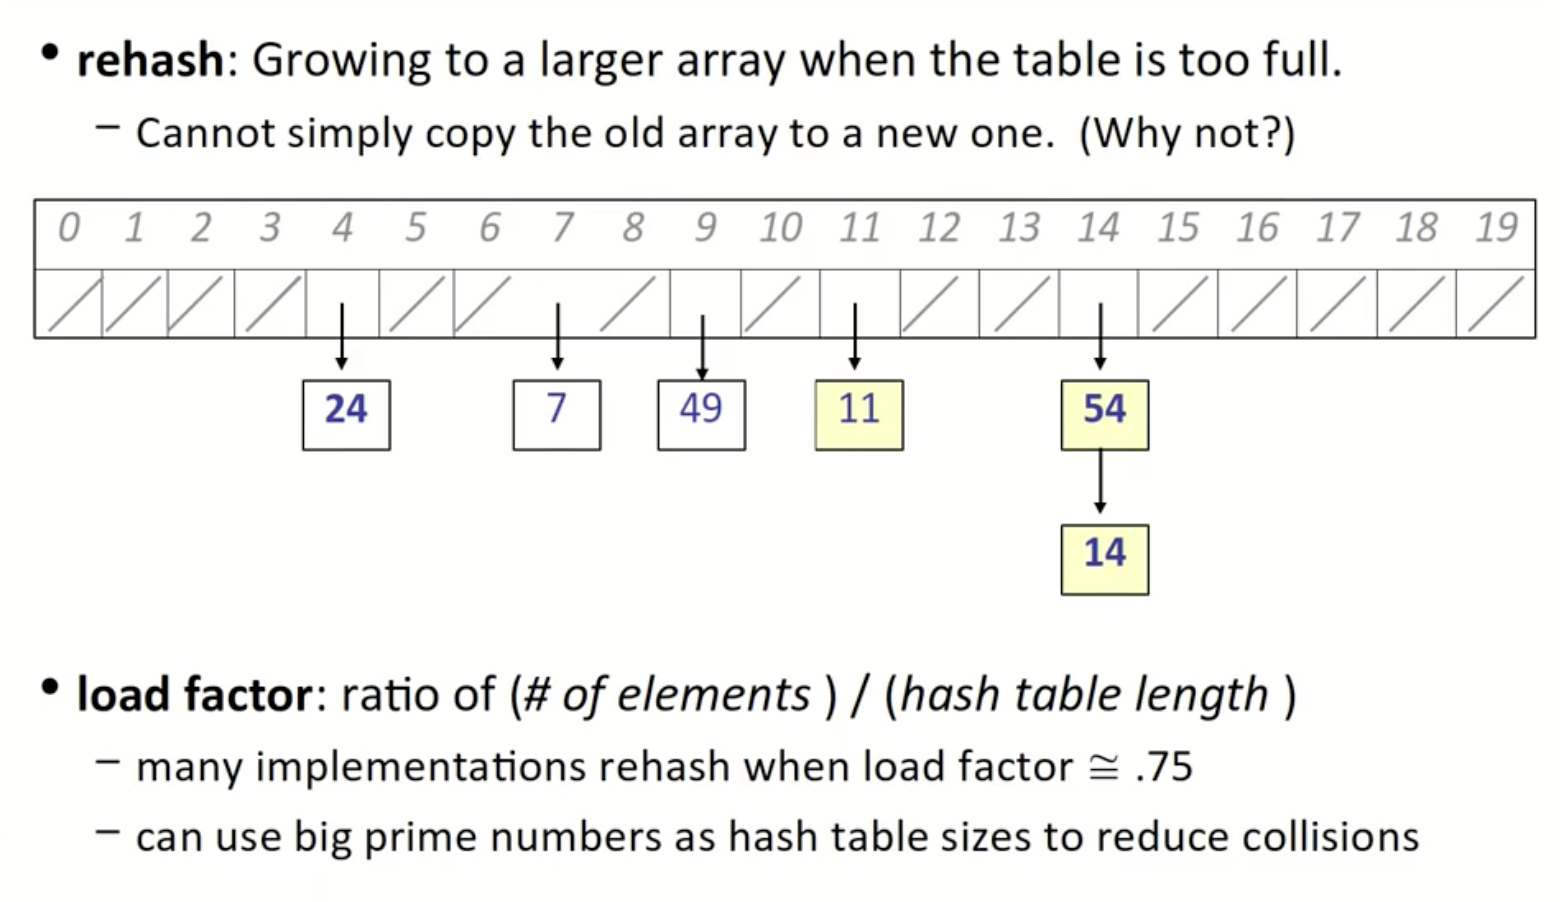 • rehash: Growing to a larger array when the table is too full.
– Cannot simply copy the old array to a new one. (Why not?)
0 1 2 3 4 5 6 7 8 9 10 11 12 13 14 15 16 17 18 19
24 7 49 11 54
14
• load factor: ratio of (# of elements ) / (hash table length )
– many implementations rehash when load factor ≅ .75
– can use big prime numbers as hash table sizes to reduce collisions